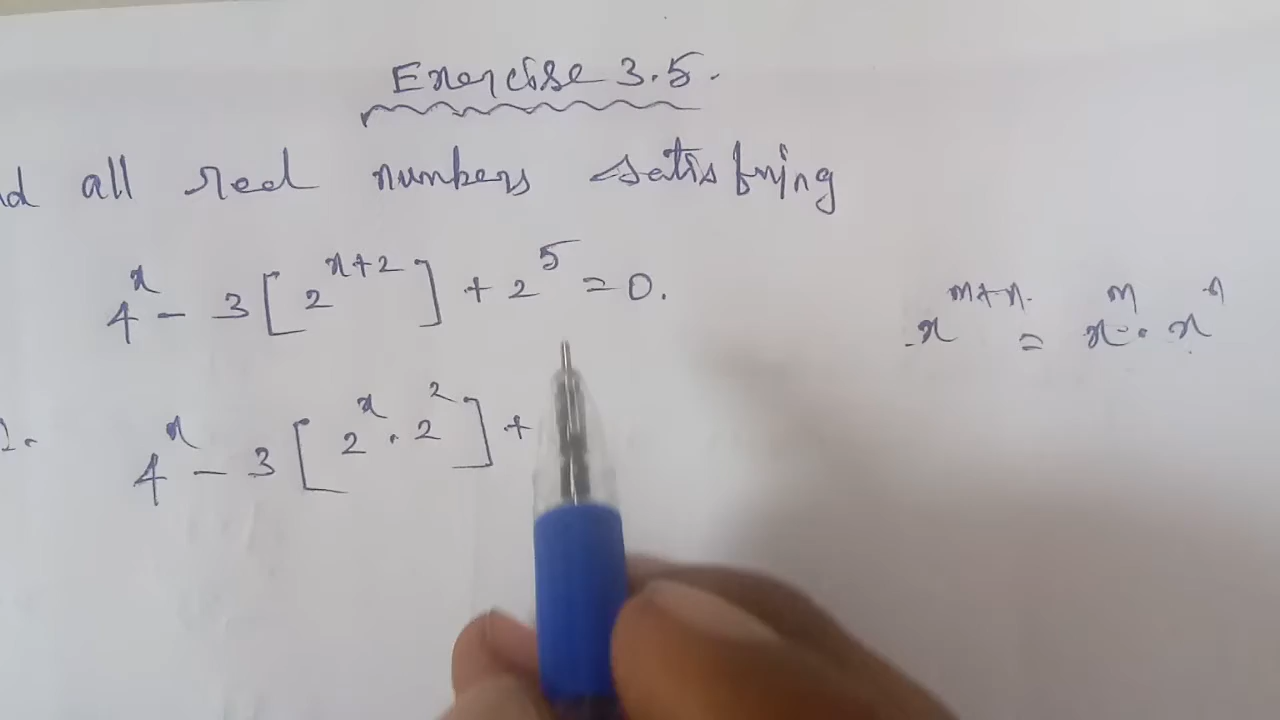 Exercise 3.5.
nd all real numbers satisfying
4^x - 3[2^{x+2}] + 2^5 = 0.
x^{m+n} = x^m · x^n
4^x - 3[2^x · 2^2] +